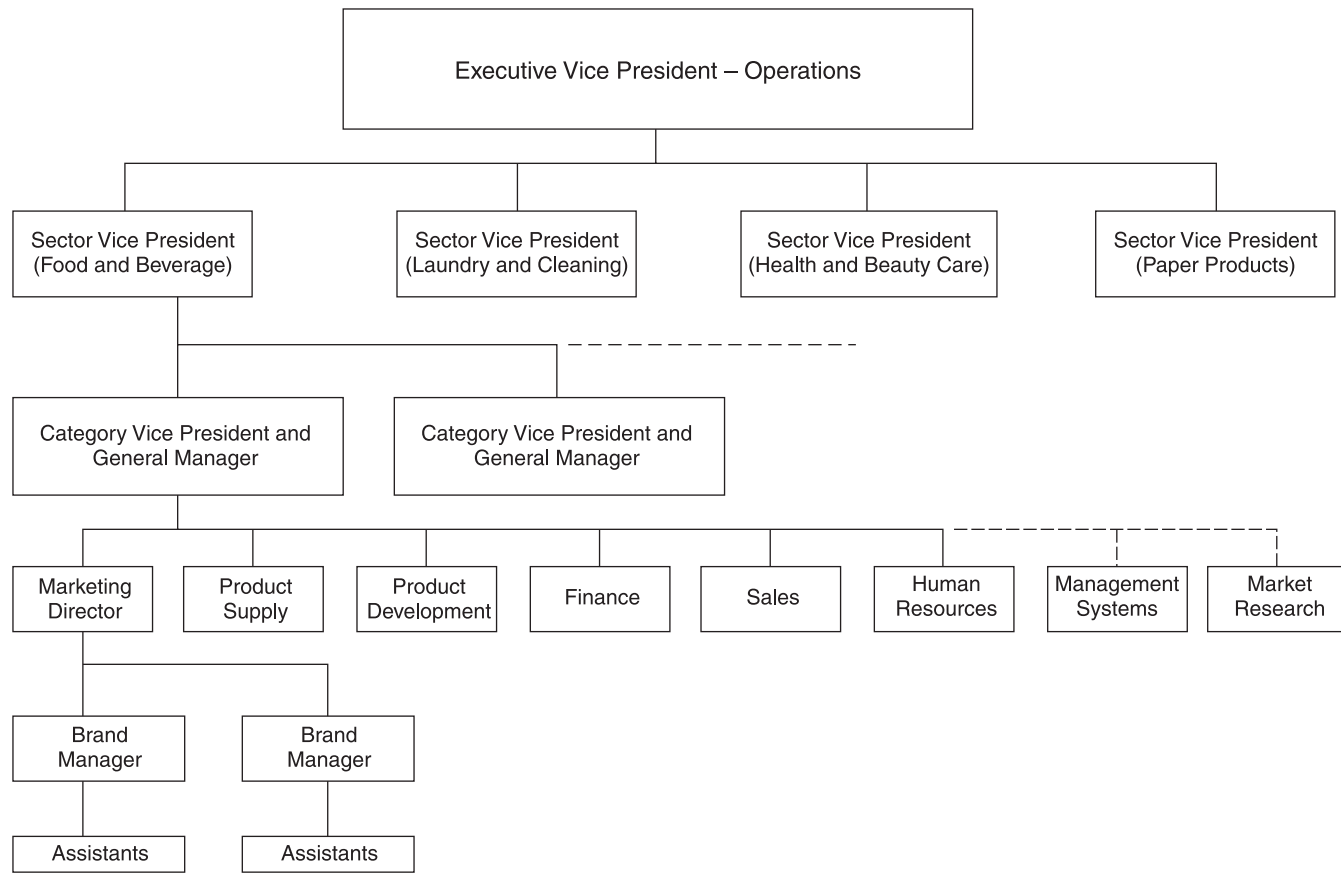 Executive Vice President – Operations
Sector Vice President
(Food and Beverage)
Sector Vice President
(Laundry and Cleaning)
Sector Vice President
(Health and Beauty Care)
Sector Vice President
(Paper Products)
Category Vice President and
General Manager
Category Vice President and
General Manager
Marketing
Director
Product
Supply
Product
Development
Finance
Sales
Human
Resources
Management
Systems
Market
Research
Brand
Manager
Brand
Manager
Assistants
Assistants